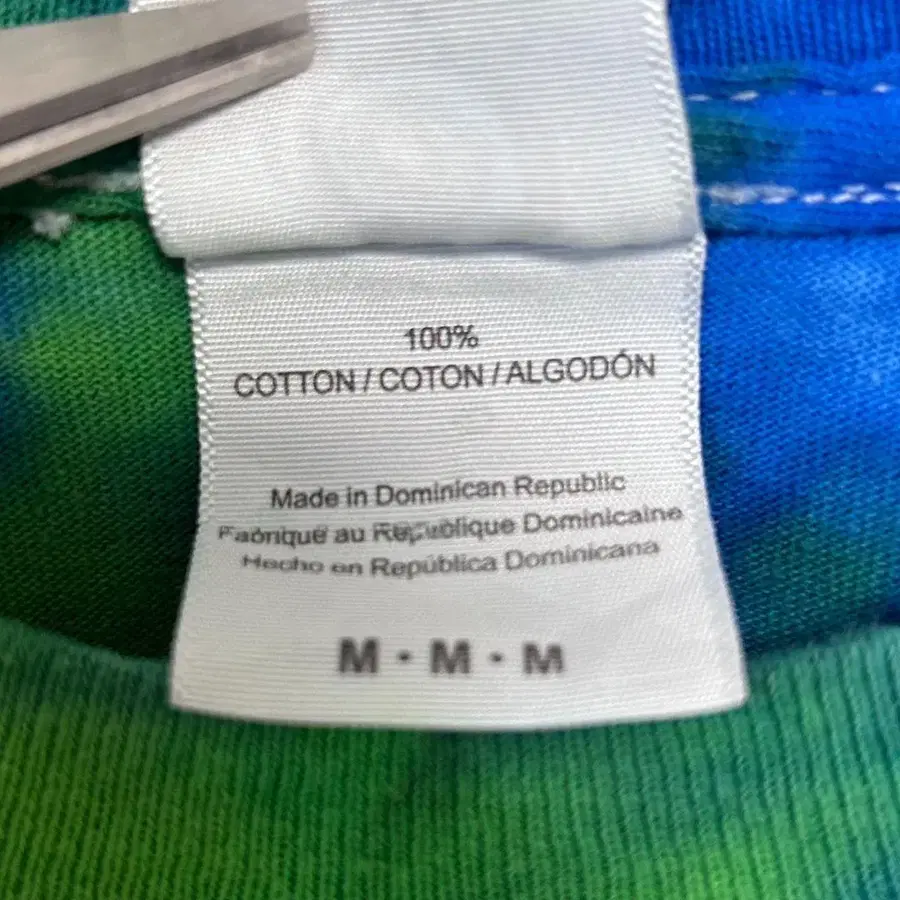 100%
COTTON / COTON / ALGODÓN
Made in Dominican Republic
Fabriqué au République Dominicaine
Hecho en República Dominicana
M · M · M